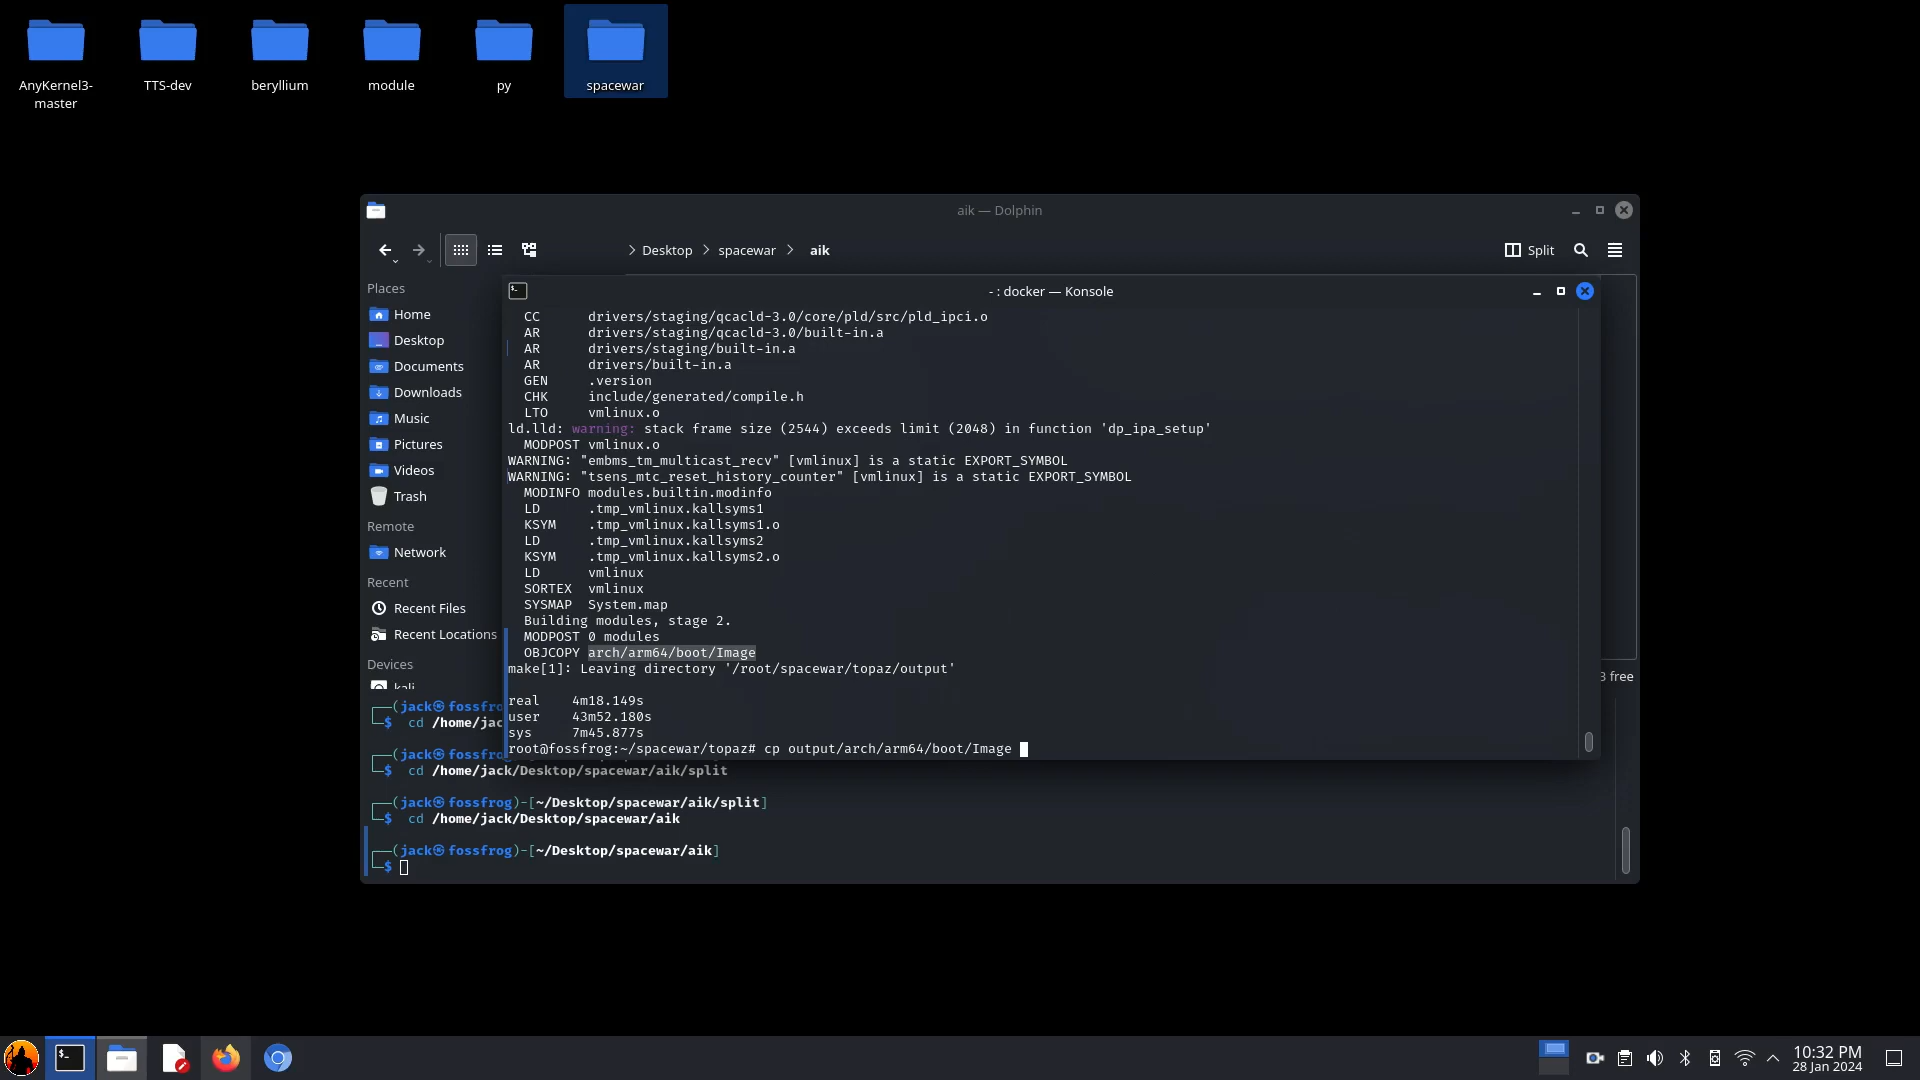 AnyKernel3-
master
TTS-dev
beryllium
module
py
spacewar
aik — Dolphin
Desktop
spacewar
aik
Split
Places
Home
Desktop
Documents
Downloads
Music
Pictures
Videos
Trash
Remote
Network
Recent
Recent Files
Recent Locations
Devices
kali
3 free
- : docker — Konsole
CC drivers/staging/qcacld-3.0/core/pld/src/pld_ipci.o
AR drivers/staging/qcacld-3.0/built-in.a
AR drivers/staging/built-in.a
AR drivers/built-in.a
GEN .version
CHK include/generated/compile.h
LTO vmlinux.o
ld.lld: warning: stack frame size (2544) exceeds limit (2048) in function 'dp_ipa_setup'
MODPOST vmlinux.o
WARNING: "embms_tm_multicast_recv" [vmlinux] is a static EXPORT_SYMBOL
WARNING: "tsens_mtc_reset_history_counter" [vmlinux] is a static EXPORT_SYMBOL
MODINFO modules.builtin.modinfo
LD .tmp_vmlinux.kallsyms1
KSYM .tmp_vmlinux.kallsyms1.o
LD .tmp_vmlinux.kallsyms2
KSYM .tmp_vmlinux.kallsyms2.o
LD vmlinux
SORTEX vmlinux
SYSMAP System.map
Building modules, stage 2.
MODPOST 0 modules
OBJCOPY arch/arm64/boot/Image
make[1]: Leaving directory '/root/spacewar/topaz/output'
real 4m18.149s
user 43m52.180s
sys 7m45.877s
root@fossfrog:~/spacewar/topaz# cp output/arch/arm64/boot/Image
(jack㉿fossfro
$ cd /home/jac
(jack㉿fossfrog
$ cd /home/jack/Desktop/spacewar/aik/split
(jack㉿fossfrog)-[~/Desktop/spacewar/aik/split]
$ cd /home/jack/Desktop/spacewar/aik
(jack㉿fossfrog)-[~/Desktop/spacewar/aik]
$
10:32 PM
28 Jan 2024